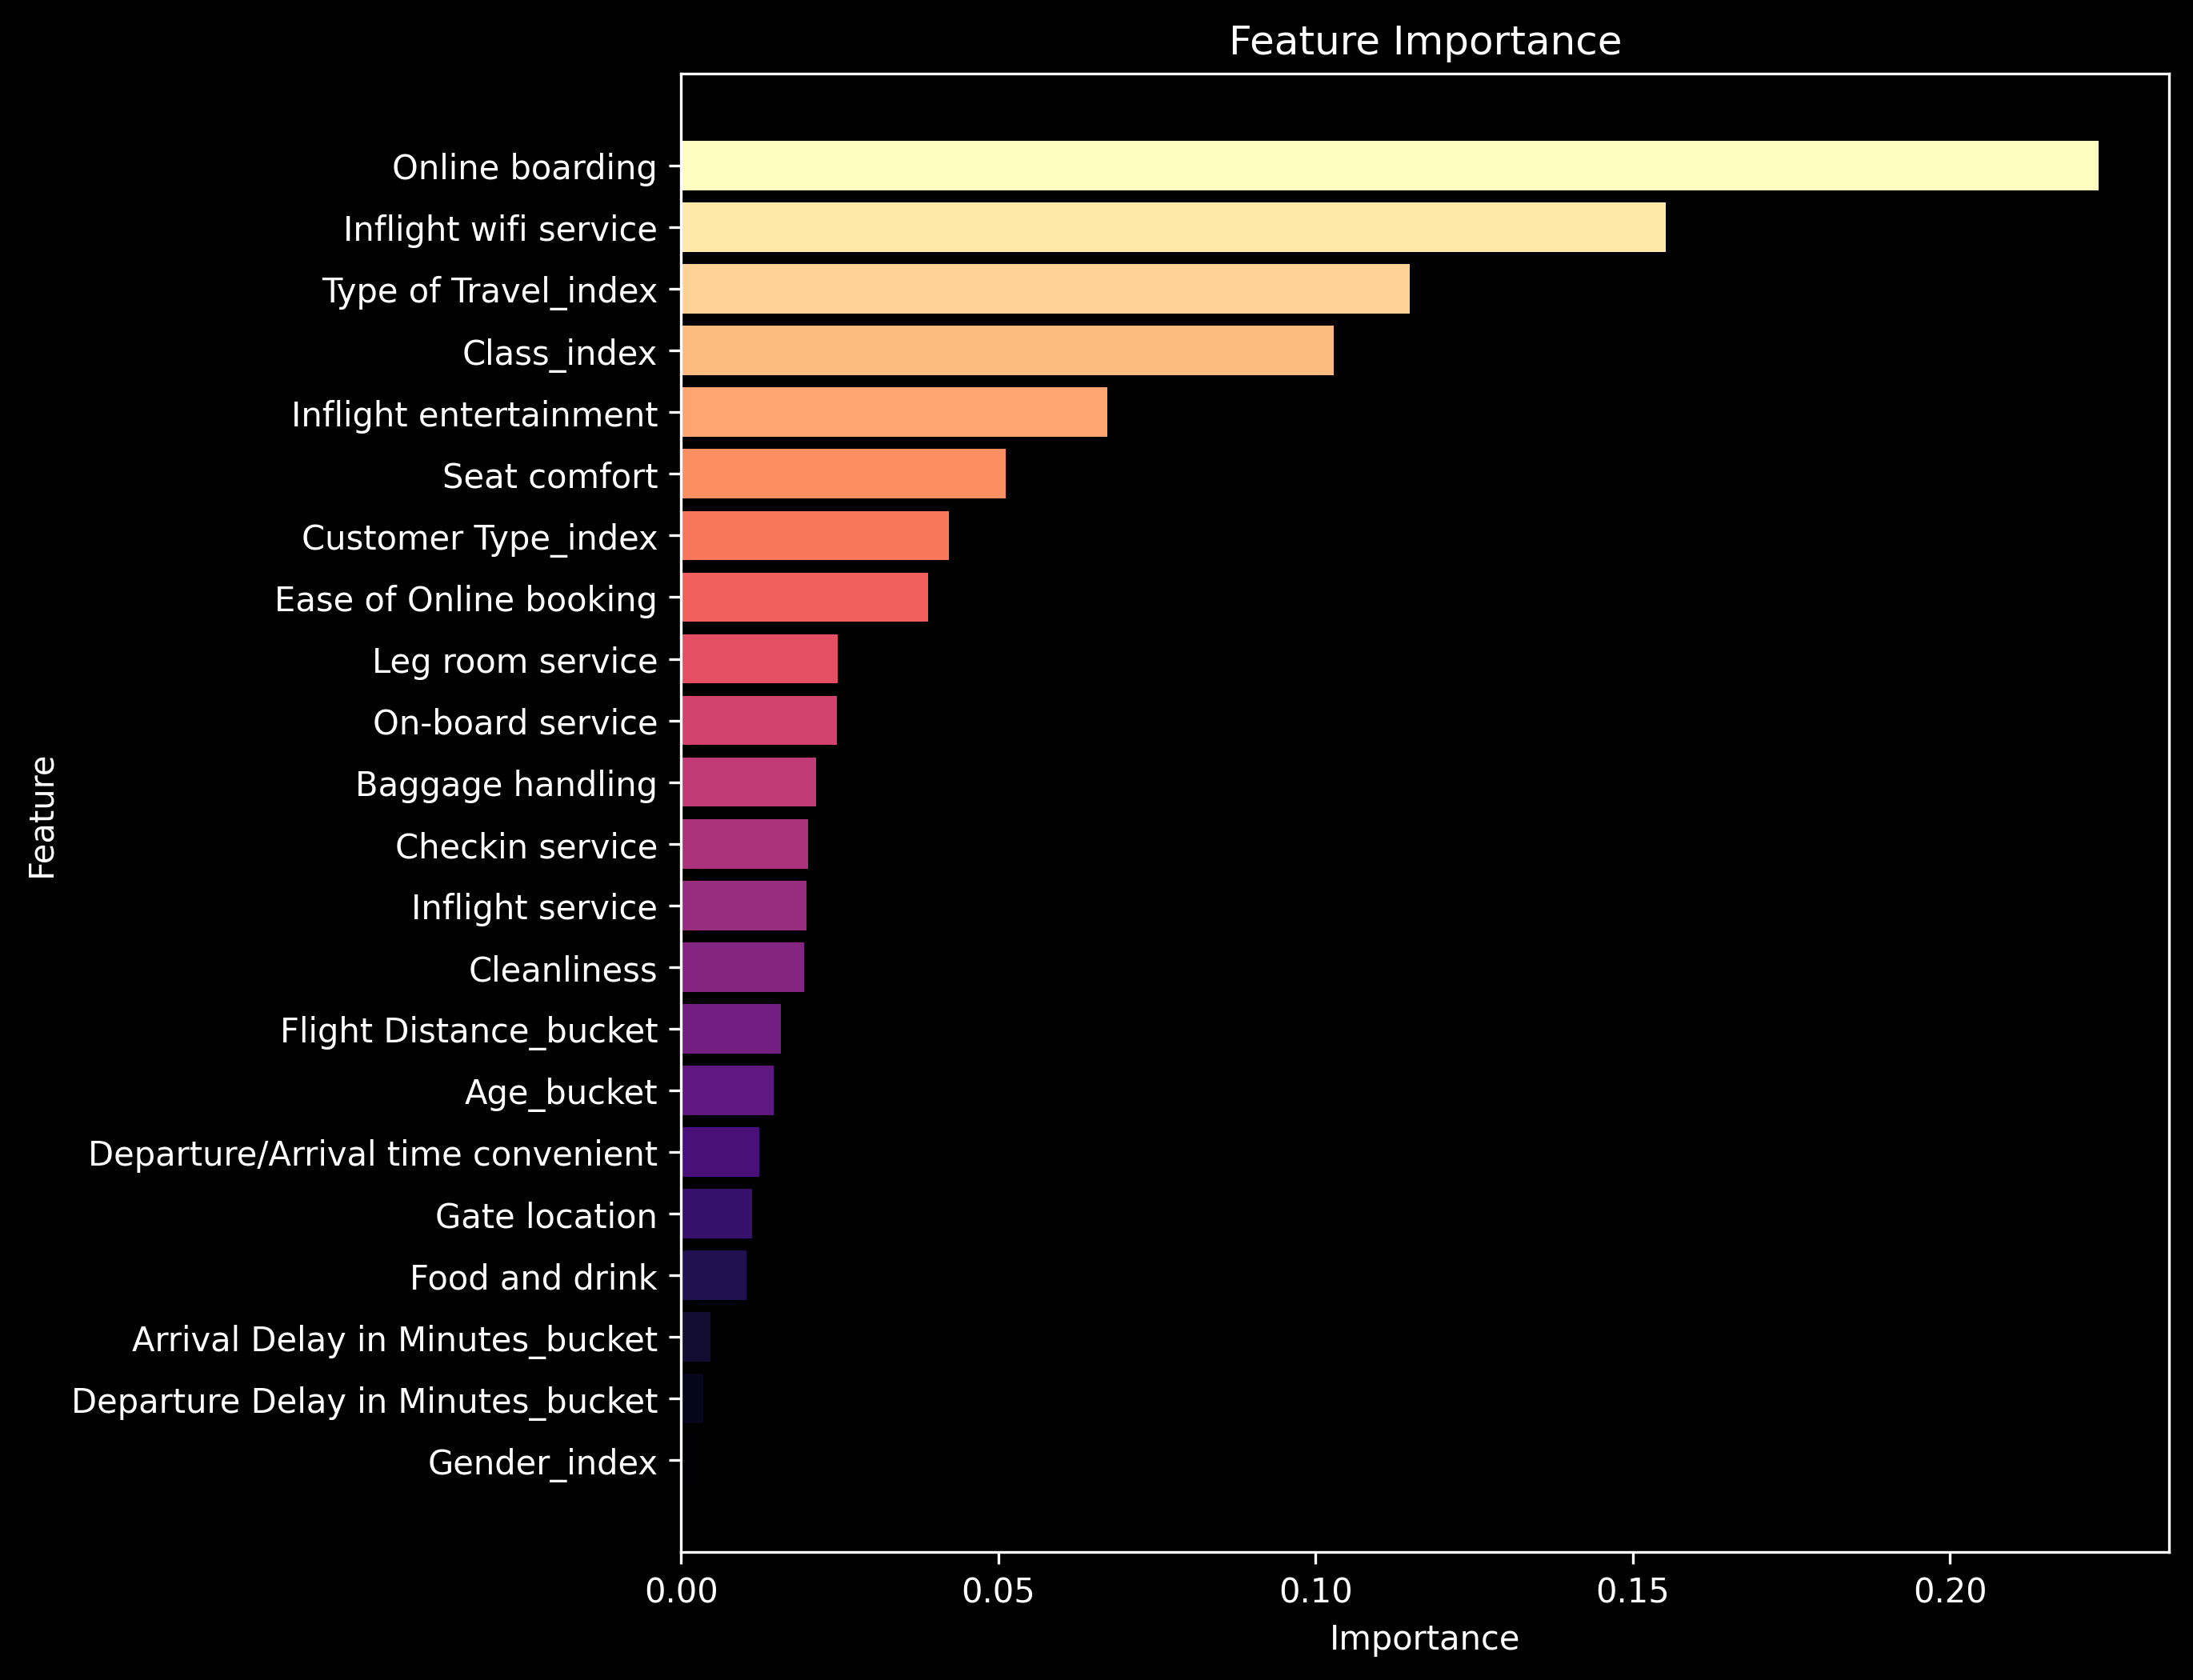 Feature Importance
Online boarding
Inflight wifi service
Type of Travel_index
Class_index
Inflight entertainment
Seat comfort
Customer Type_index
Ease of Online booking
Leg room service
On-board service
Baggage handling
Checkin service
Inflight service
Cleanliness
Flight Distance_bucket
Age_bucket
Departure/Arrival time convenient
Gate location
Food and drink
Arrival Delay in Minutes_bucket
Departure Delay in Minutes_bucket
Gender_index
Feature
0.00 0.05 0.10 0.15 0.20
Importance